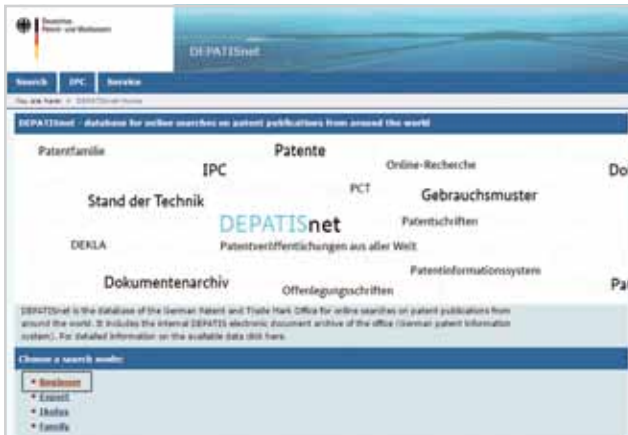 Deutsches
Patent- und Markenamt
DEPATISnet
Search IPC Service
You are here: > DEPATISnet Home
DEPATISnet - database for online searches on patent publications from around the world
Patentfamilie
Patente
IPC
Online-Recherche
Do
PCT
Gebrauchsmuster
Stand der Technik
DEPATISnet
Patentschriften
DEKLA
Patentveröffentlichungen aus aller Welt
Patentinformationssystem
Dokumentenarchiv
Offenlegungsschriften
Pa
DEPATISnet is the database of the German Patent and Trade Mark Office for online searches on patent publications from
around the world. It includes the internal DEPATIS electronic document archive of the office (German patent information
system). For detailed information on the available data click here.
Choose a search mode:
Beginner
Expert
Ikofax
Family